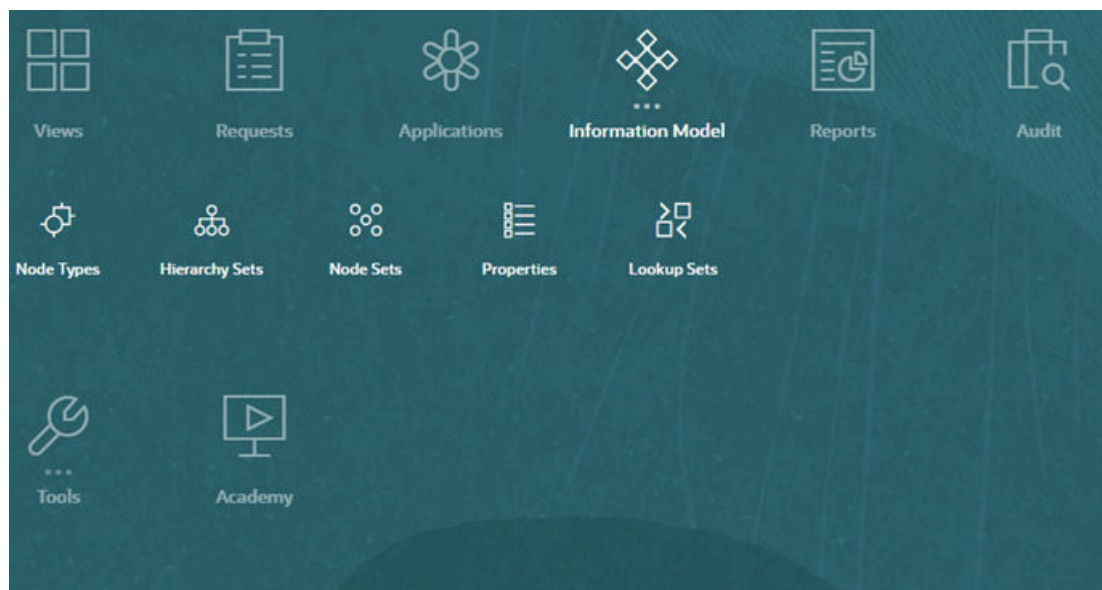 Views
Requests
Applications
Information Model
Reports
Audit
Node Types
Hierarchy Sets
Node Sets
Properties
Lookup Sets
Tools
Academy